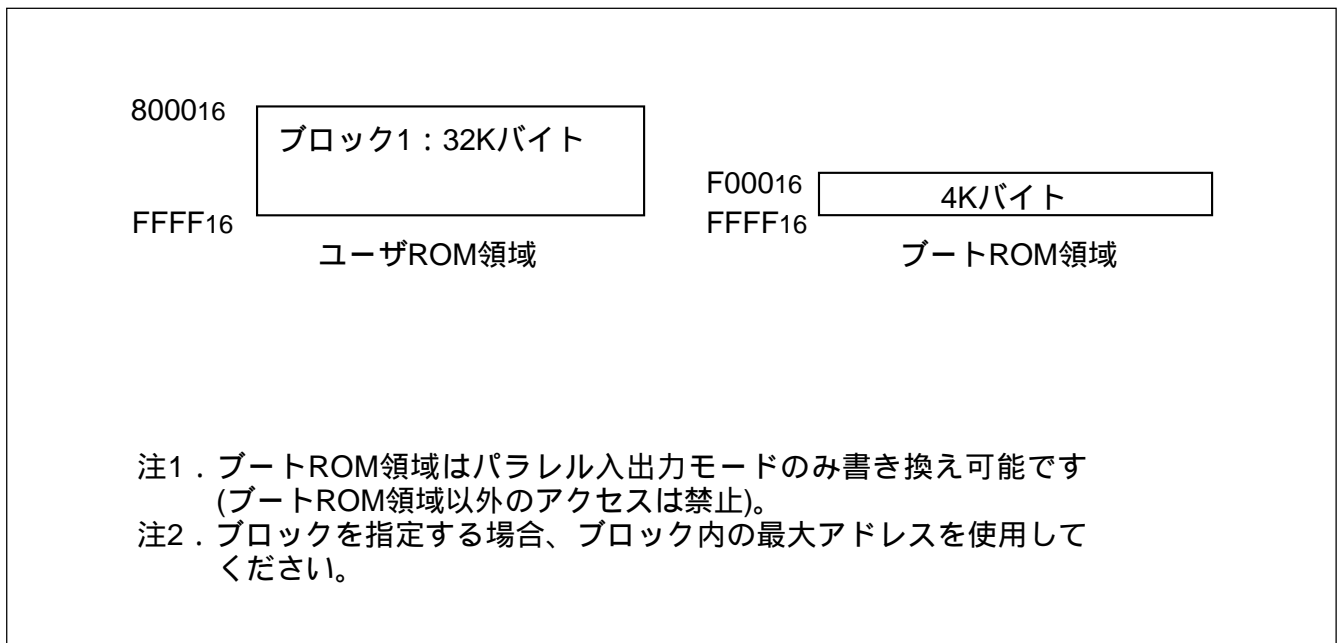 800016
ブロック1：32Kバイト
FFFF16
ユーザROM領域
F00016
4Kバイト
FFFF16
ブートROM領域
注1．ブートROM領域はパラレル入出力モードのみ書き換え可能です
(ブートROM領域以外のアクセスは禁止)。
注2．ブロックを指定する場合、ブロック内の最大アドレスを使用して
ください。